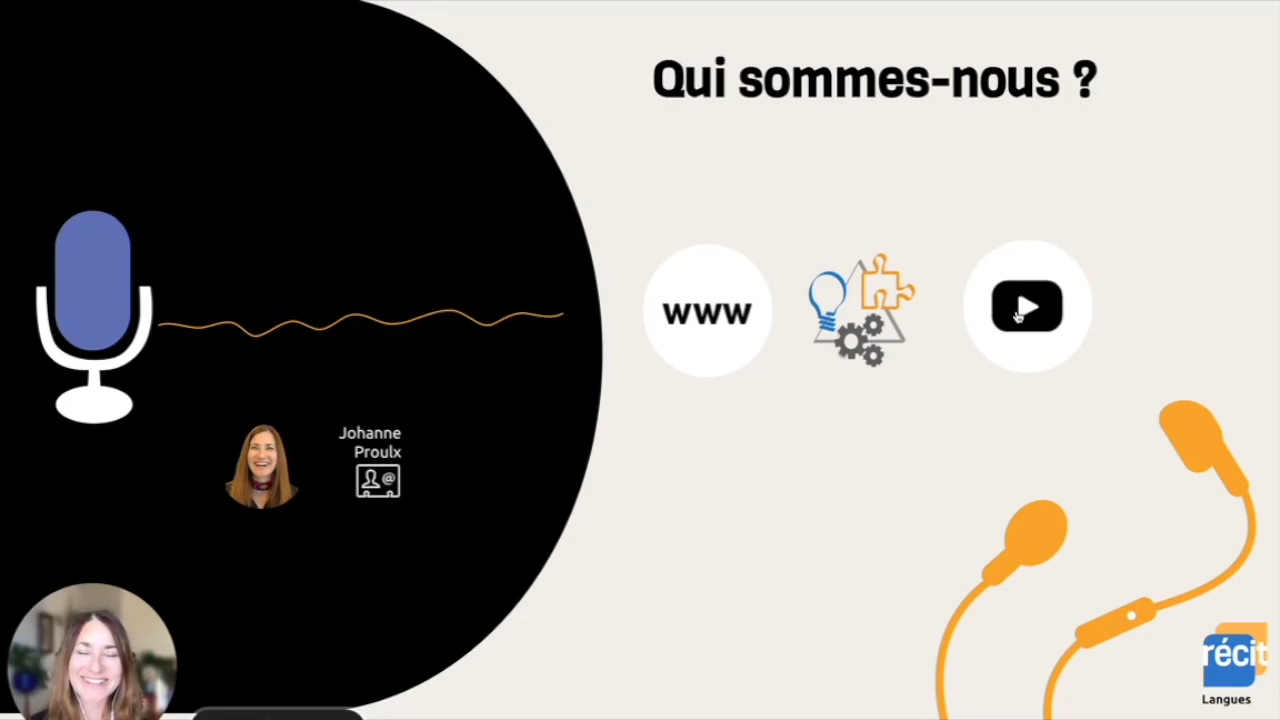 Qui sommes-nous ?
www
Johanne
Proulx
@
récit
Langues